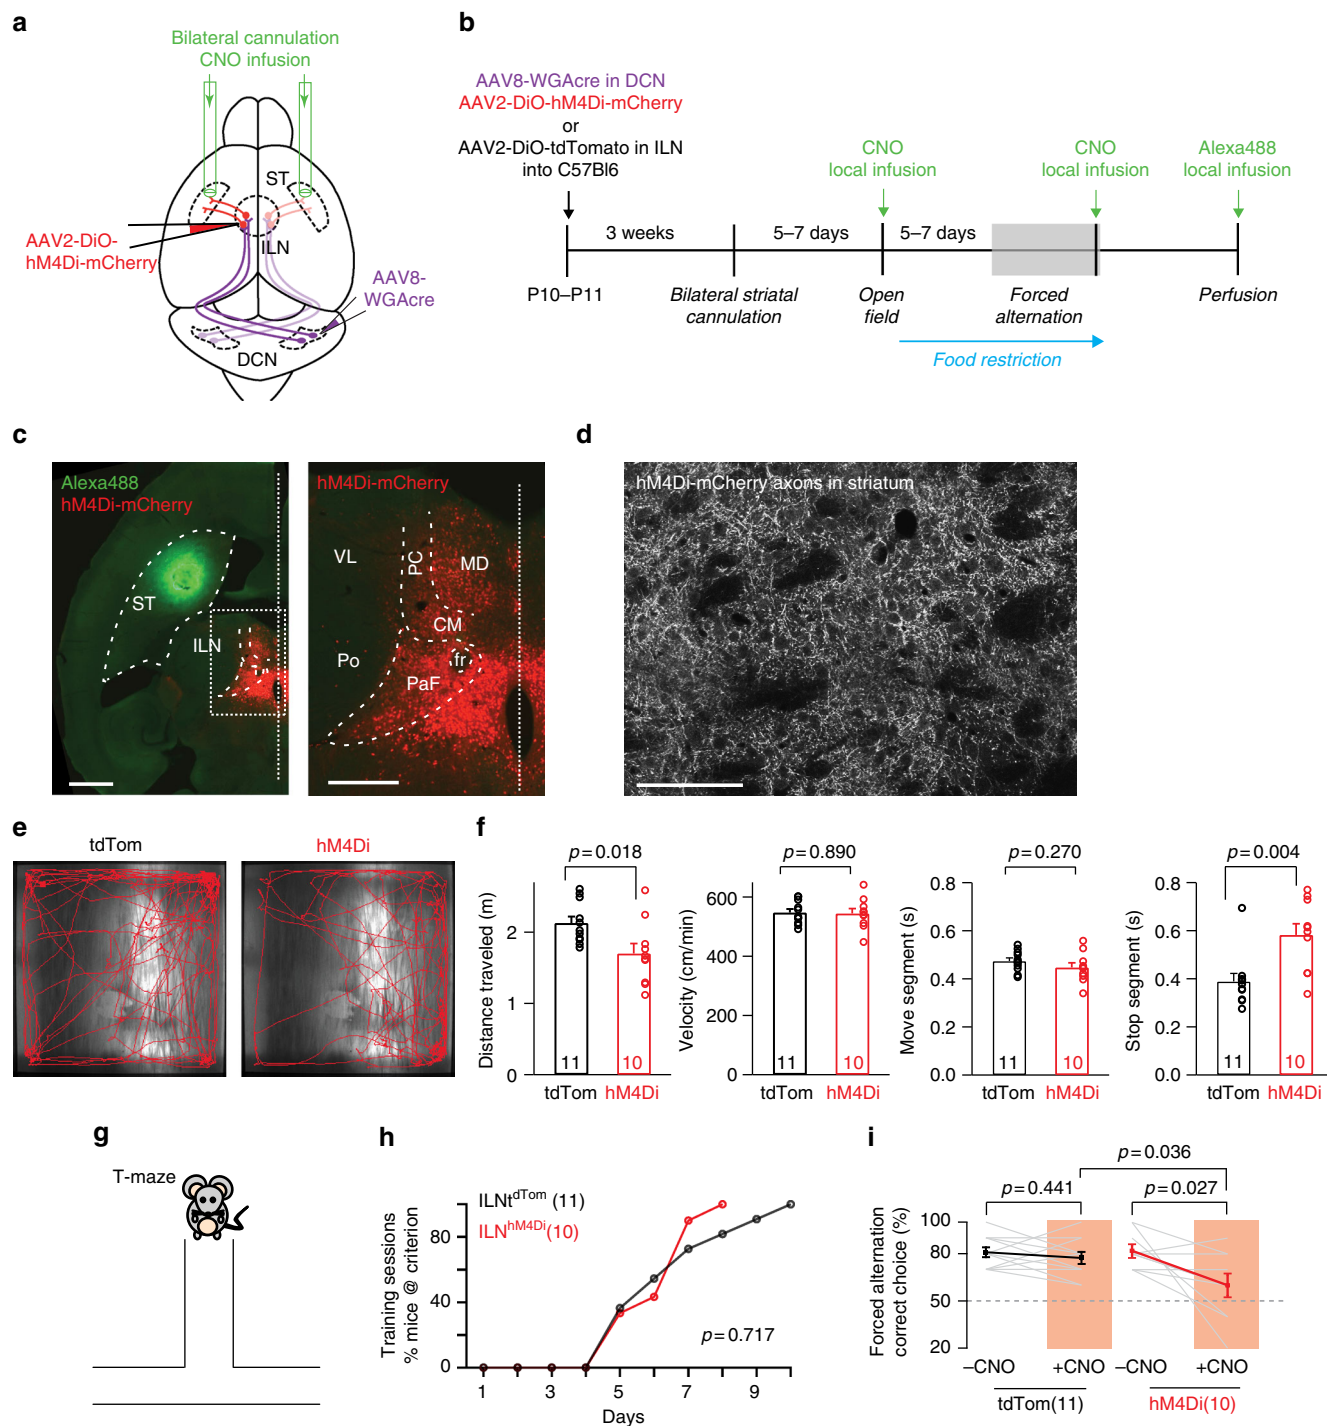 a
Bilateral cannulation
CNO infusion
ST
ILN
AAV2-DiO-
hM4Di-mCherry
AAV8-
WGAcre
DCN
b
AAV8-WGAcre in DCN
AAV2-DiO-hM4Di-mCherry
or
AAV2-DiO-tdTomato in ILN
into C57Bl6
CNO
local infusion
CNO
local infusion
Alexa488
local infusion
3 weeks
5–7 days
5–7 days
P10–P11
Bilateral striatal
cannulation
Open
field
Forced
alternation
Perfusion
Food restriction
c
Alexa488
hM4Di-mCherry
ST
ILN
hM4Di-mCherry
VL
PC
MD
CM
Po
fr
PaF
d
hM4Di-mCherry axons in striatum
e
tdTom
hM4Di
f
p=0.018
Distance traveled (m)
2
1
0
11
10
tdTom hM4Di
p=0.890
Velocity (cm/min)
600
400
200
0
11
10
tdTom hM4Di
p=0.270
Move segment (s)
0.8
0.6
0.4
0.2
0.0
11
10
tdTom hM4Di
p=0.004
Stop segment (s)
0.8
0.6
0.4
0.2
0.0
11
10
tdTom hM4Di
g
T-maze
h
ILNtdTom (11)
ILNhM4Di(10)
Training sessions
% mice @ criterion
80
40
0
p=0.717
1 3 5 7 9
Days
i
p=0.036
p=0.441
p=0.027
Forced alternation
correct choice (%)
100
80
50
20
–CNO +CNO –CNO +CNO
tdTom(11) hM4Di(10)